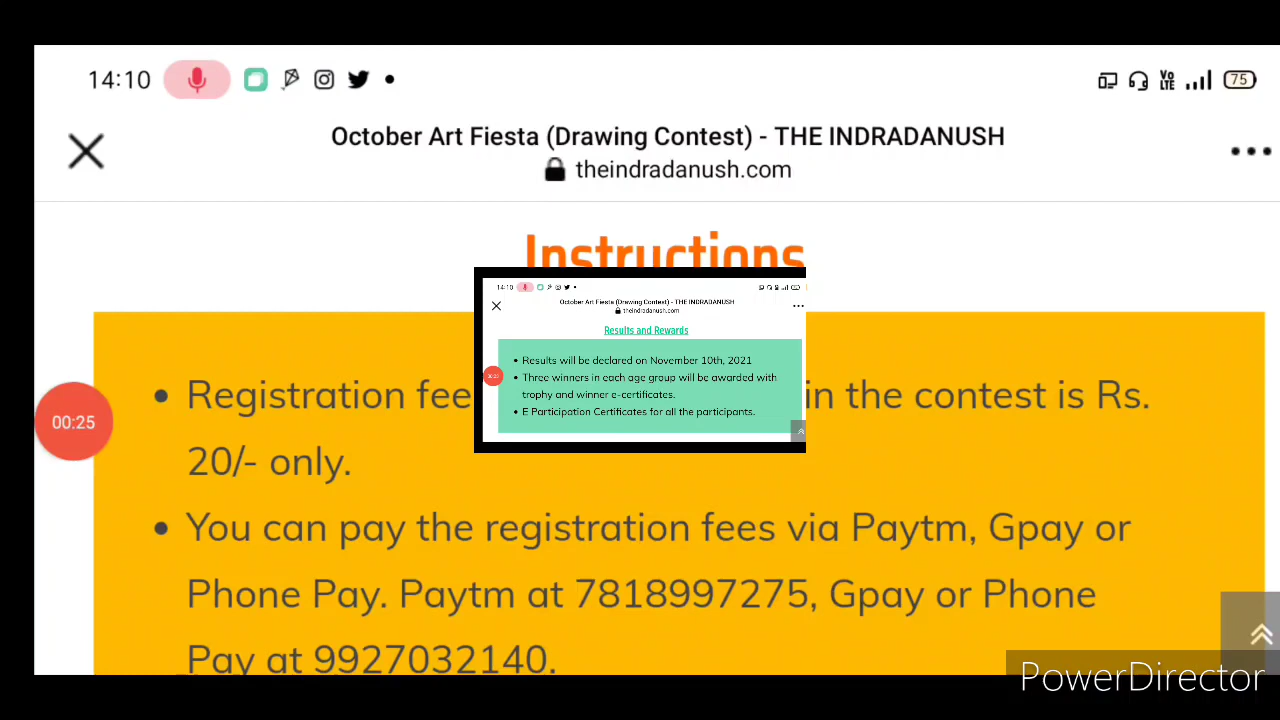 14:10
VoLTE
75
October Art Fiesta (Drawing Contest) - THE INDRADANUSH
theindradanush.com
Instructions
Registration fee in the contest is Rs.
20/- only.
You can pay the registration fees via Paytm, Gpay or
Phone Pay. Paytm at 7818997275, Gpay or Phone
Pay at 9927032140.
00:25
14:10
October Art Fiesta (Drawing Contest) - THE INDRADANUSH
theindradanush.com
Results and Rewards
Results will be declared on November 10th, 2021
Three winners in each age group will be awarded with
trophy and winner e-certificates.
E Participation Certificates for all the participants.
PowerDirector